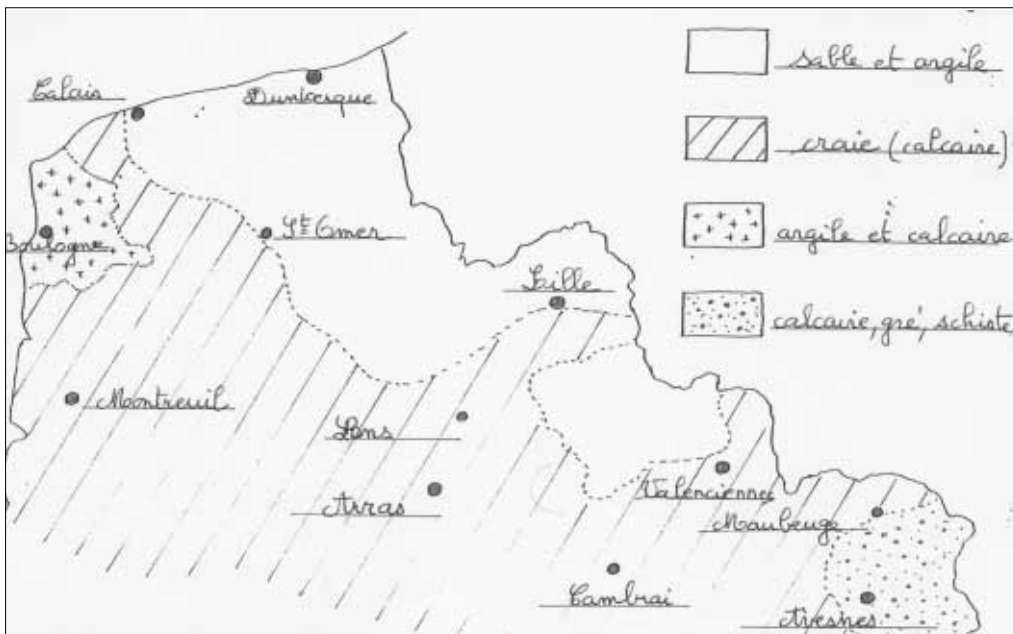 Calais
Dunkerque
sable et argile
craie (calcaire)
Boulogne
St Omer
argile et calcaire
Lille
calcaire, gré, schiste
Montreuil
Lens
Arras
Valenciennes
Maubeuge
Cambrai
Avesnes